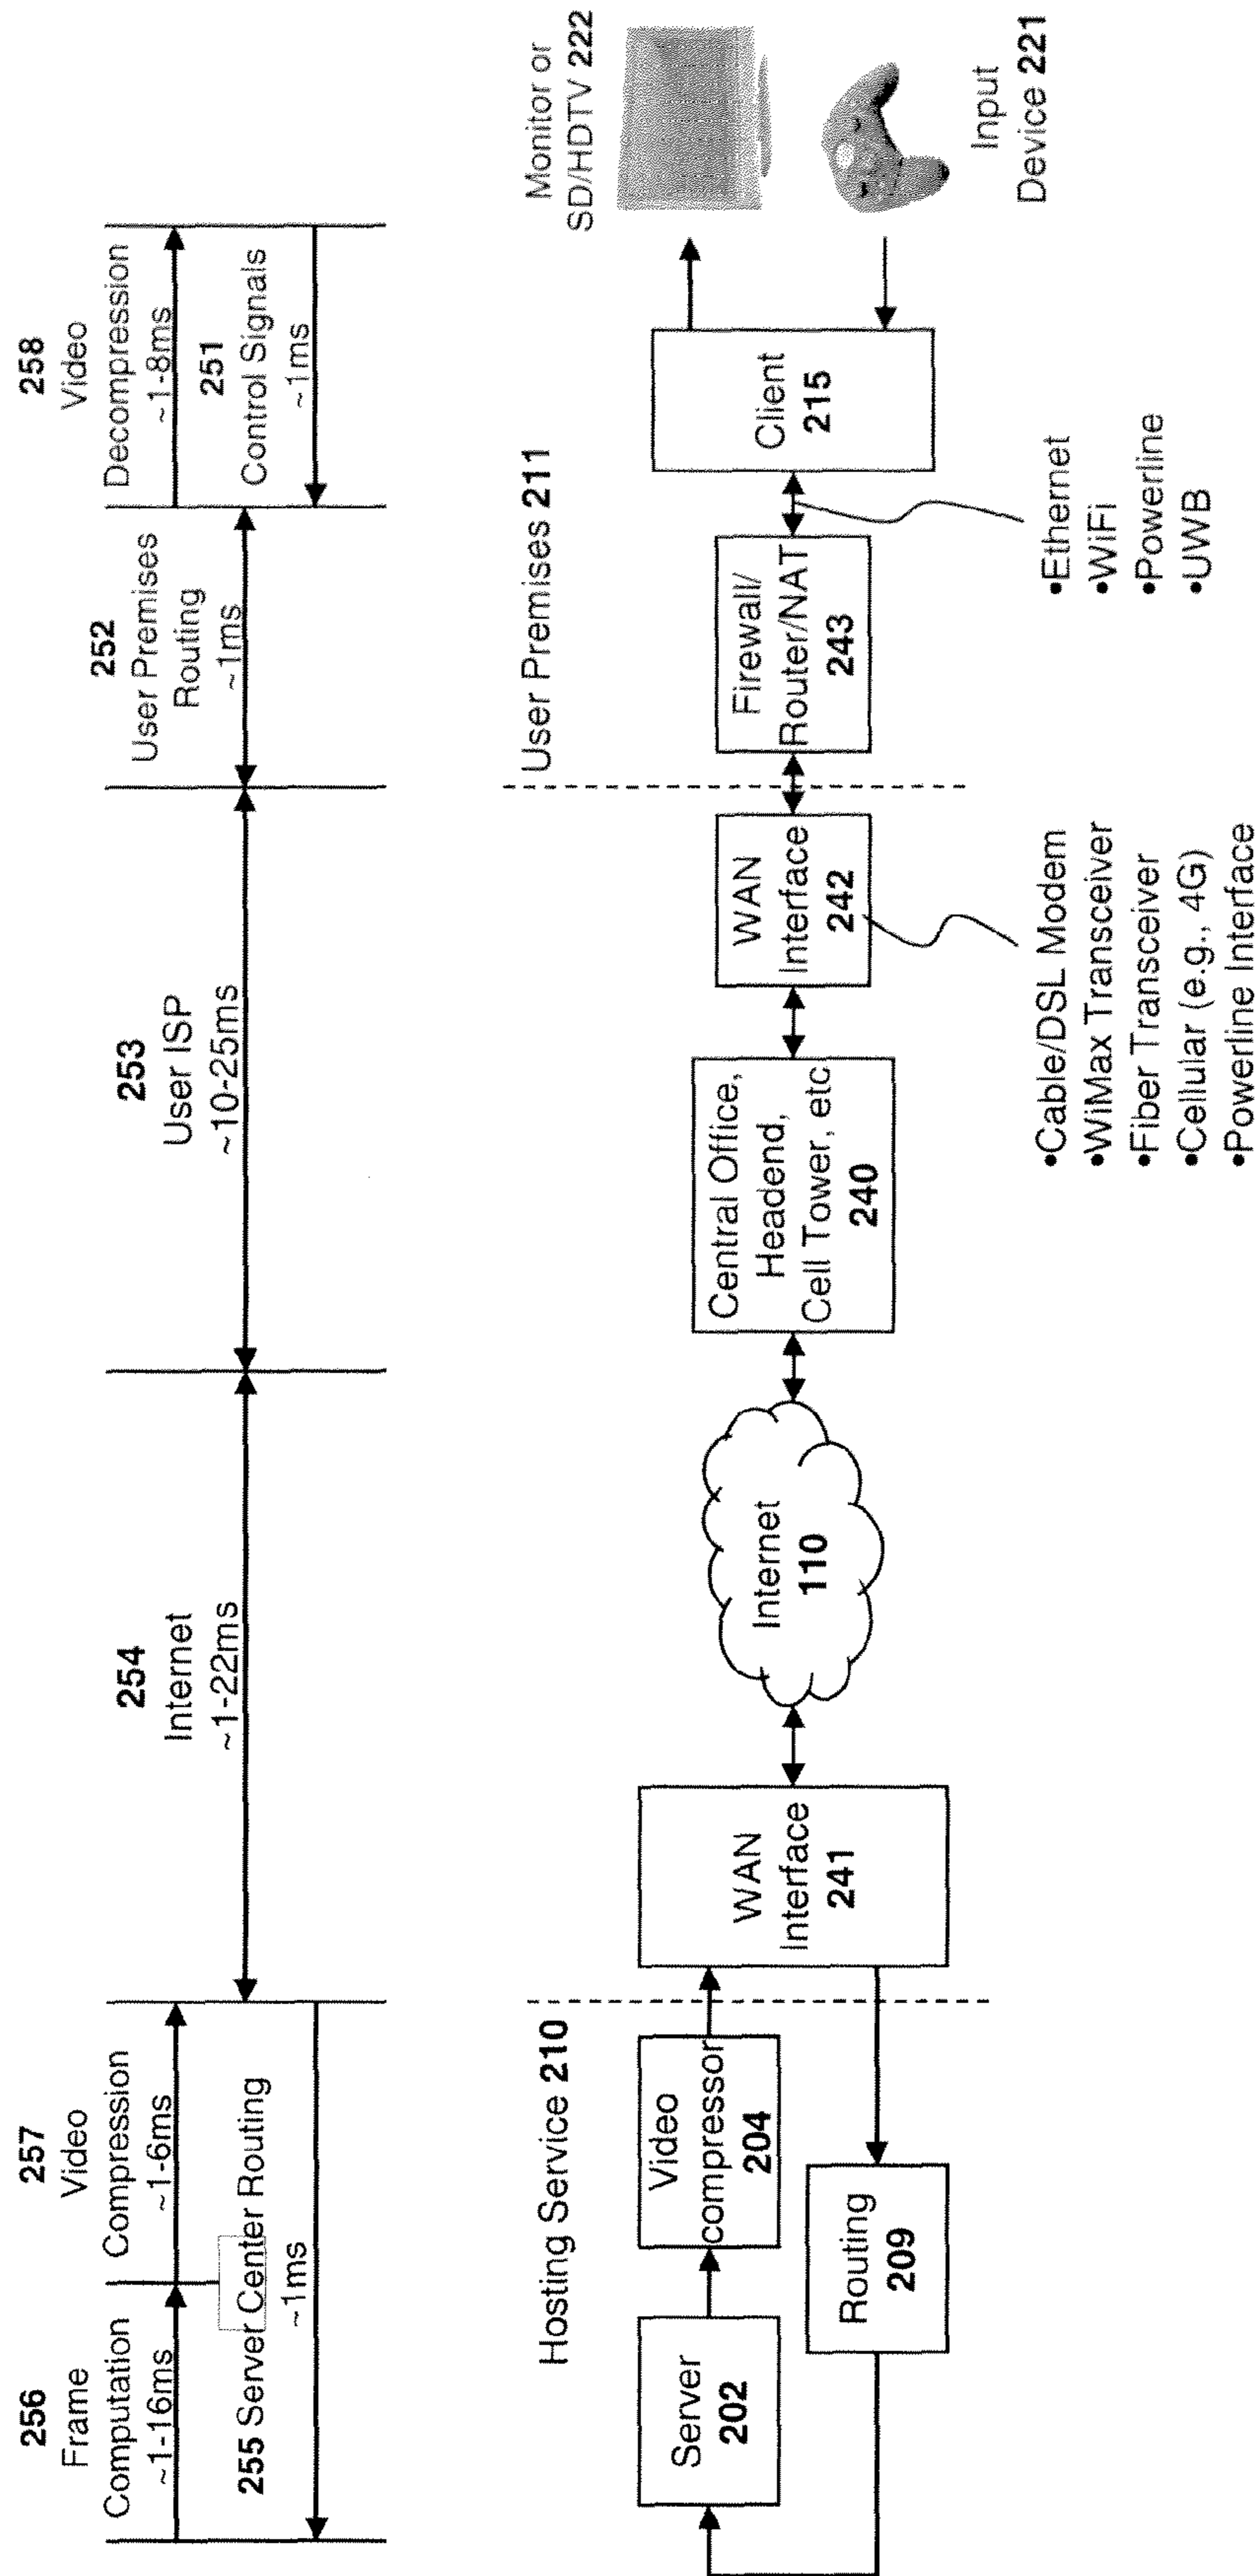 256
Frame
Computation
~1-16ms
257
Video
Compression
~1-6ms
255 Server Center Routing
~1ms
254
Internet
~1-22ms
253
User ISP
~10-25ms
252
User Premises
Routing
~1ms
258
Video
Decompression
~1-8ms
251
Control Signals
~1ms
Hosting Service 210
Server
202
Video
compressor
204
Routing
209
WAN
Interface
241
Internet
110
Central Office,
Headend,
Cell Tower, etc
240
WAN
Interface
242
•Cable/DSL Modem
•WiMax Transceiver
•Fiber Transceiver
•Cellular (e.g., 4G)
•Powerline Interface
User Premises 211
Firewall/
Router/NAT
243
•Ethernet
•WiFi
•Powerline
•UWB
Client
215
Monitor or
SD/HDTV 222
Input
Device 221